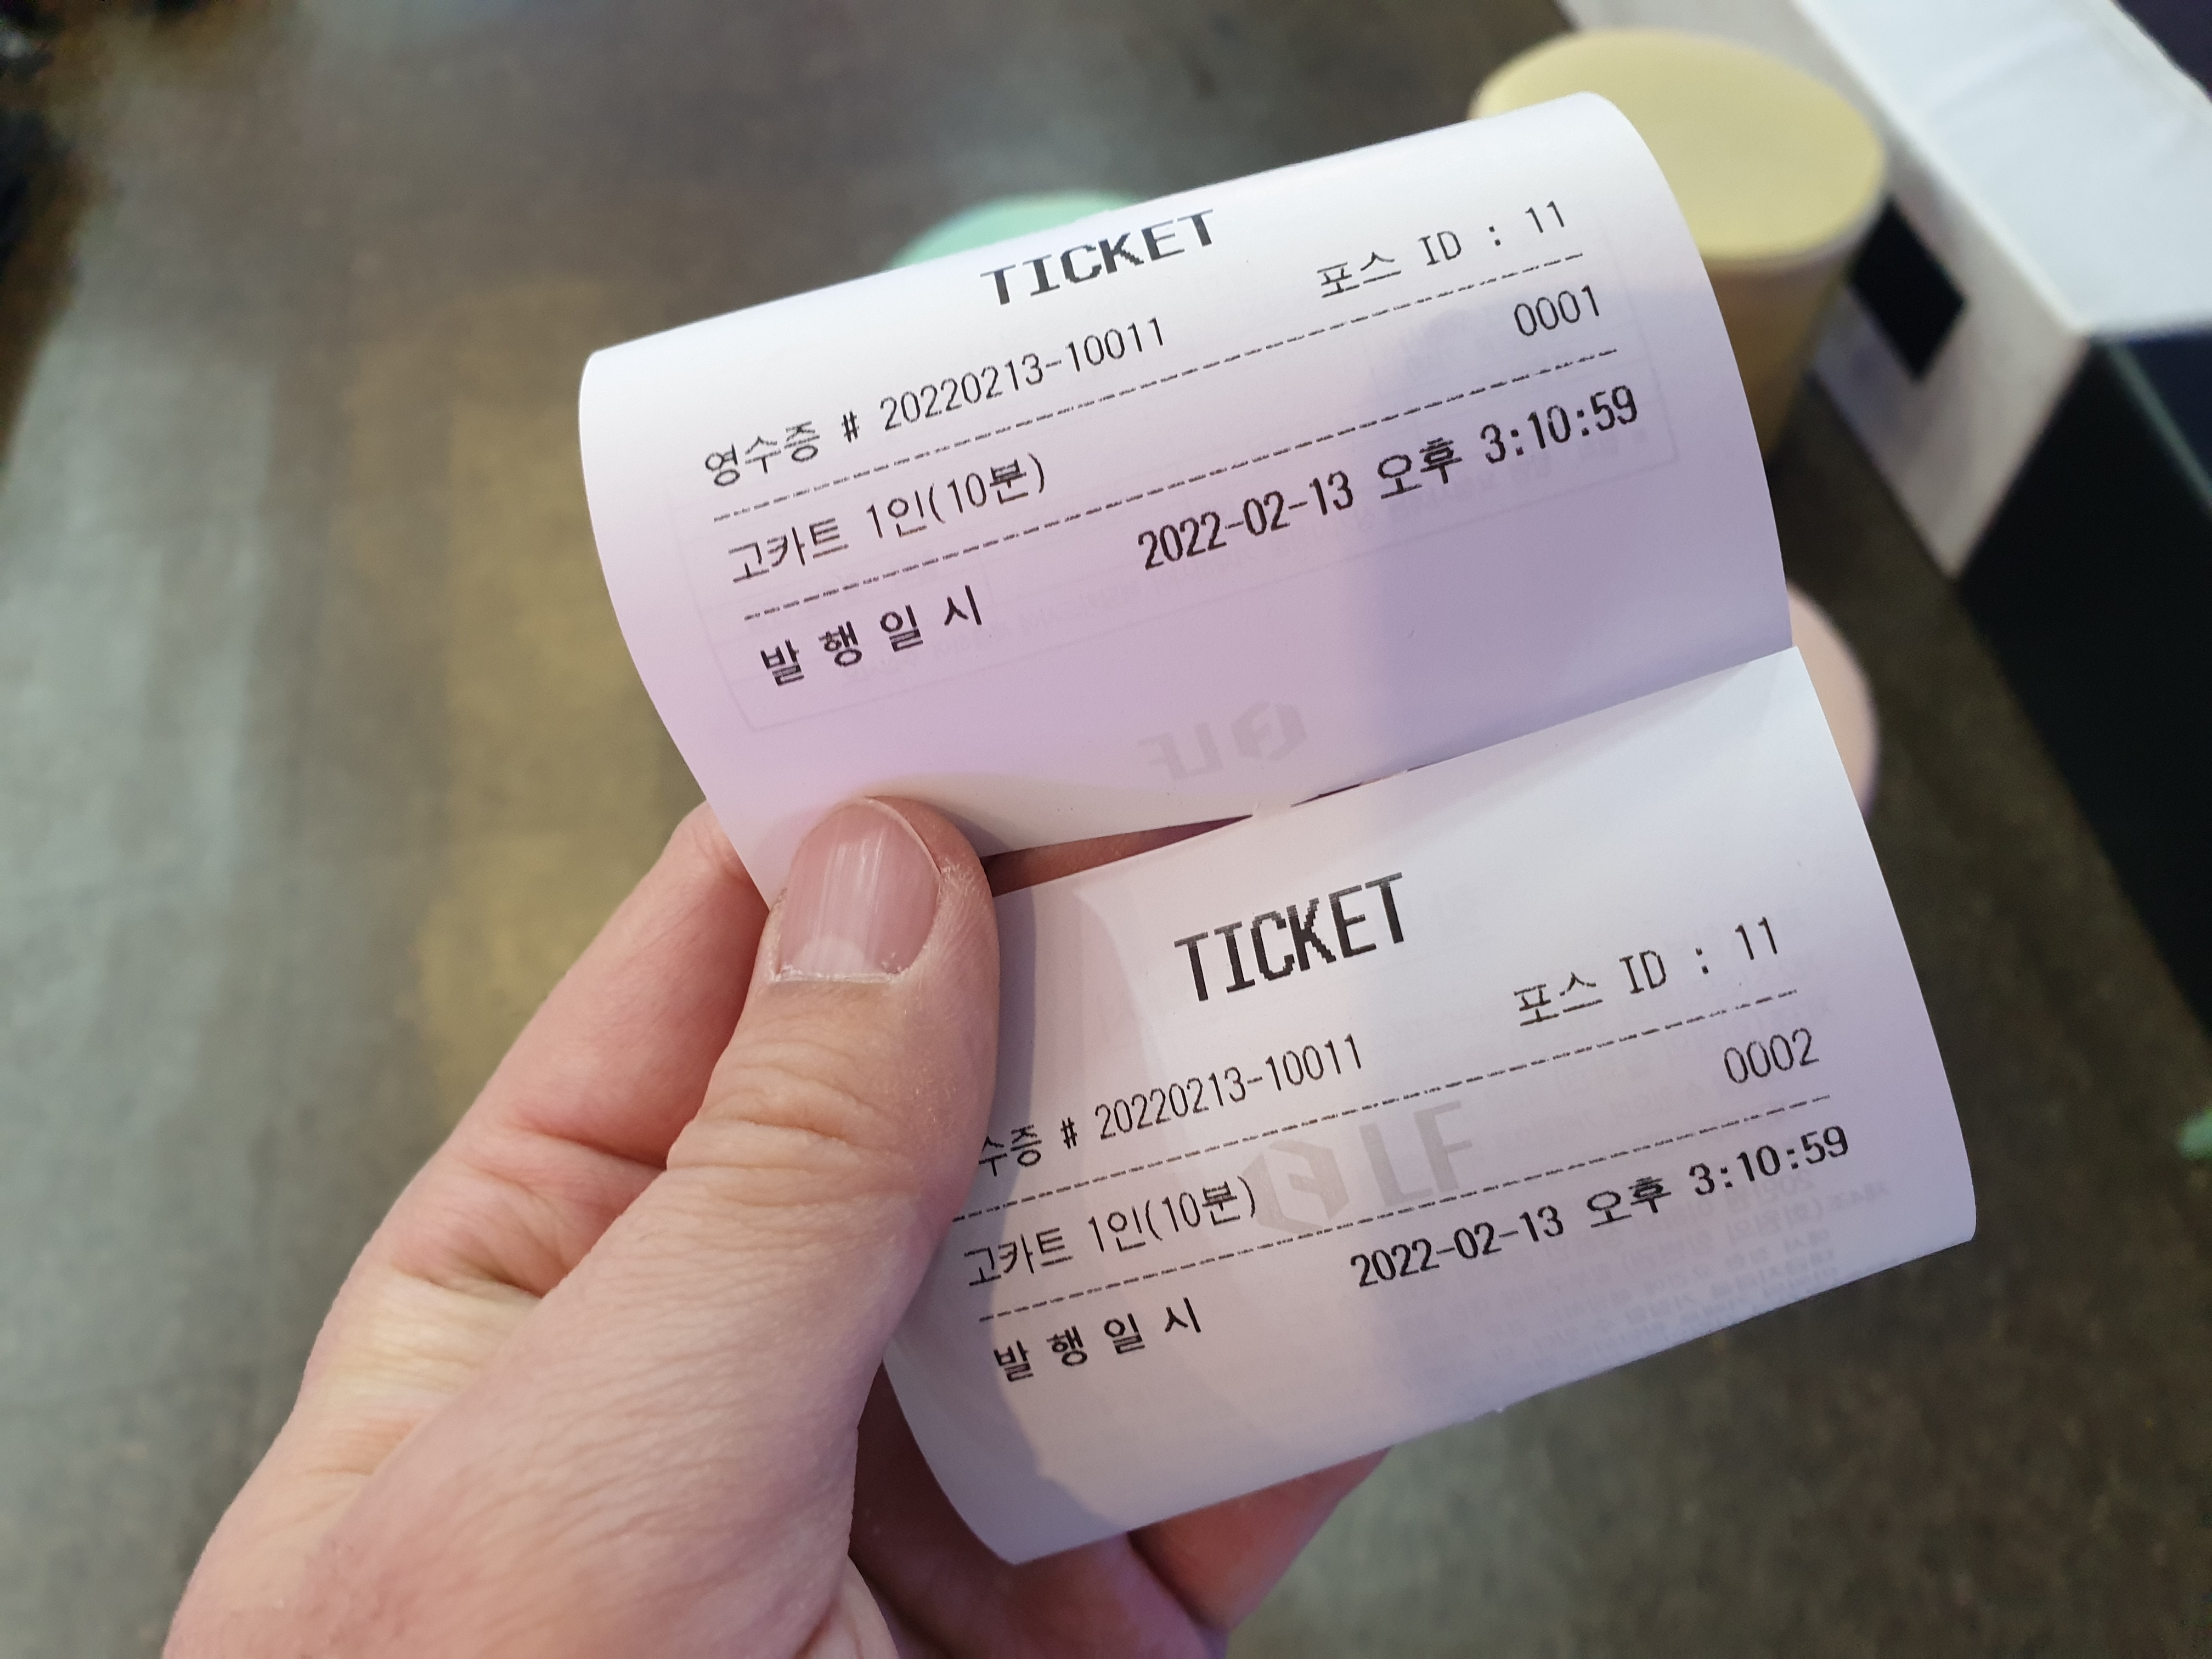 TICKET
영수증 # 20220213-10011 포스 ID : 11
고카트 1인(10분) 0001
발 행 일 시 2022-02-13 오후 3:10:59
TICKET
수증 # 20220213-10011 포스 ID : 11
고카트 1인(10분) 0002
발 행 일 시 2022-02-13 오후 3:10:59
LF